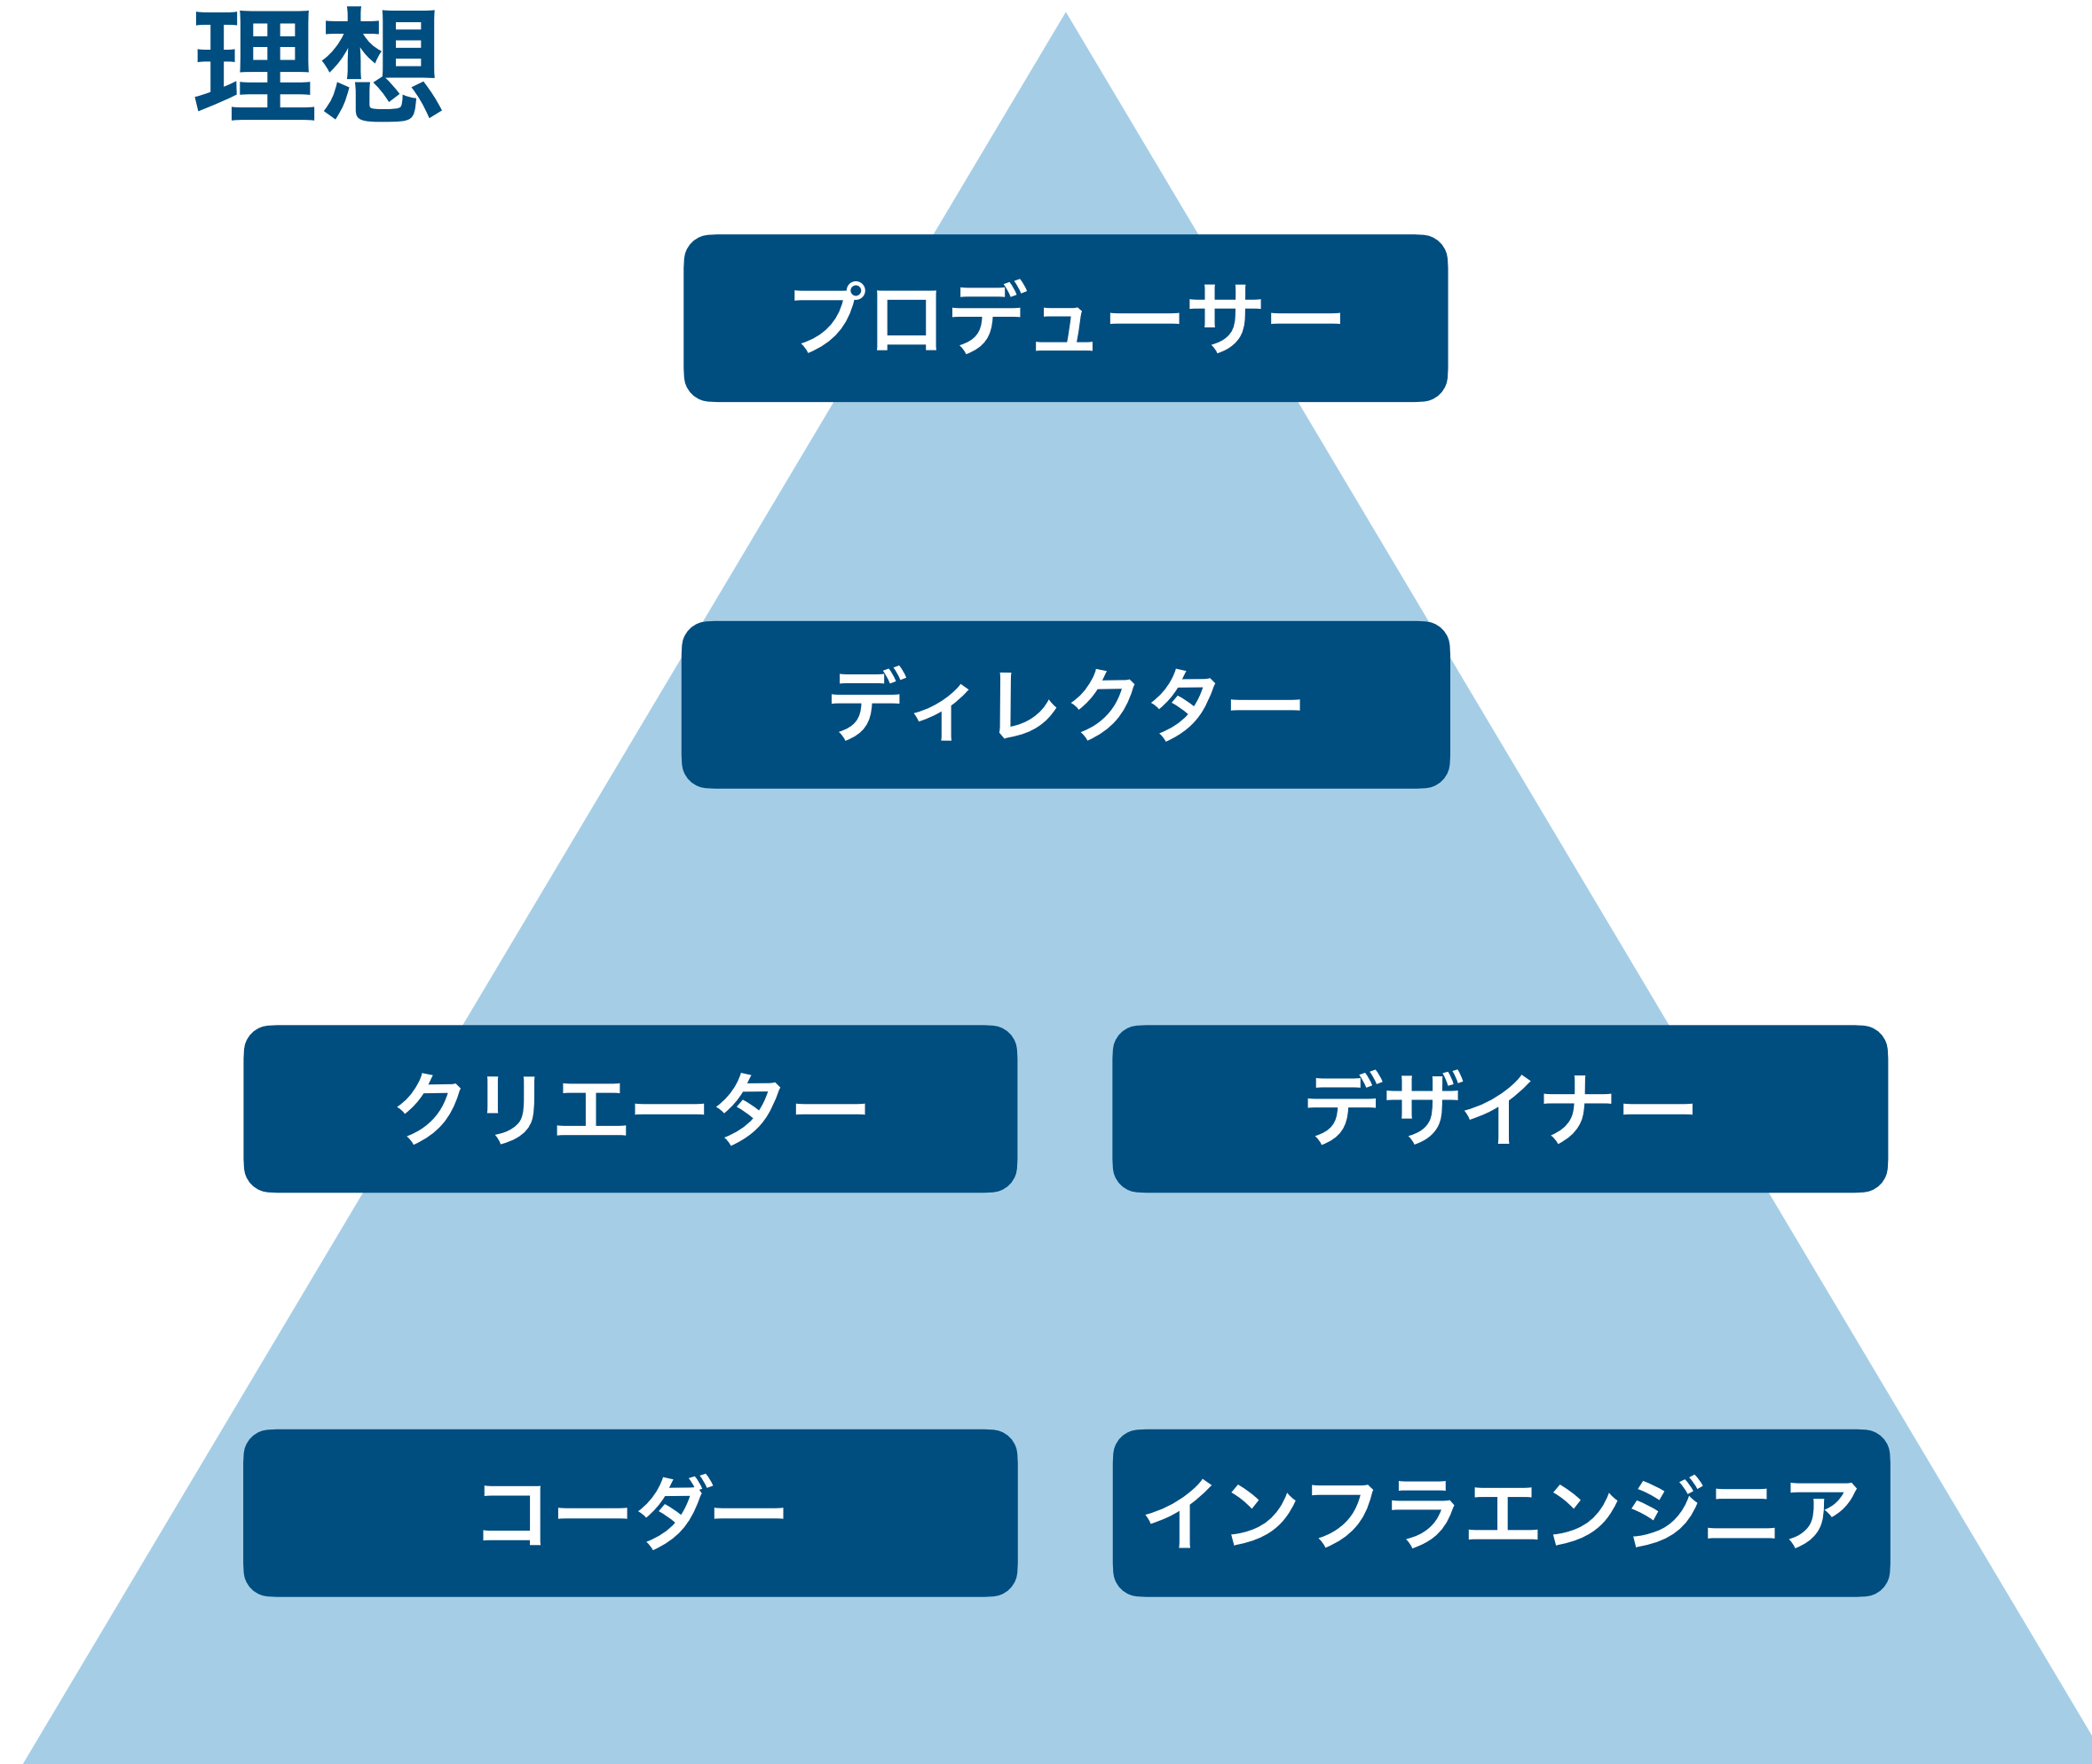 理想
プロデューサー
ディレクター
クリエーター
デザイナー
コーダー
インフラエンジニア